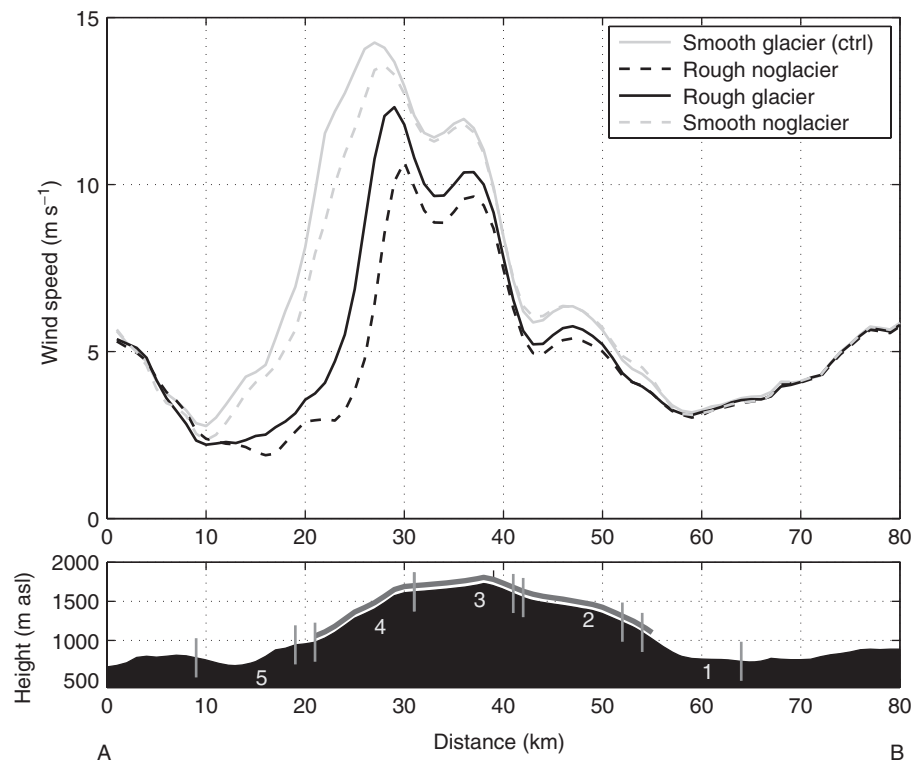 15
10
5
0
Wind speed (m s⁻¹)
Smooth glacier (ctrl)
Rough noglacier
Rough glacier
Smooth noglacier
0 10 20 30 40 50 60 70 80
2000
1500
1000
500
Height (m asl)
5 4 3 2 1
0 10 20 30 40 50 60 70 80
Distance (km)
A B